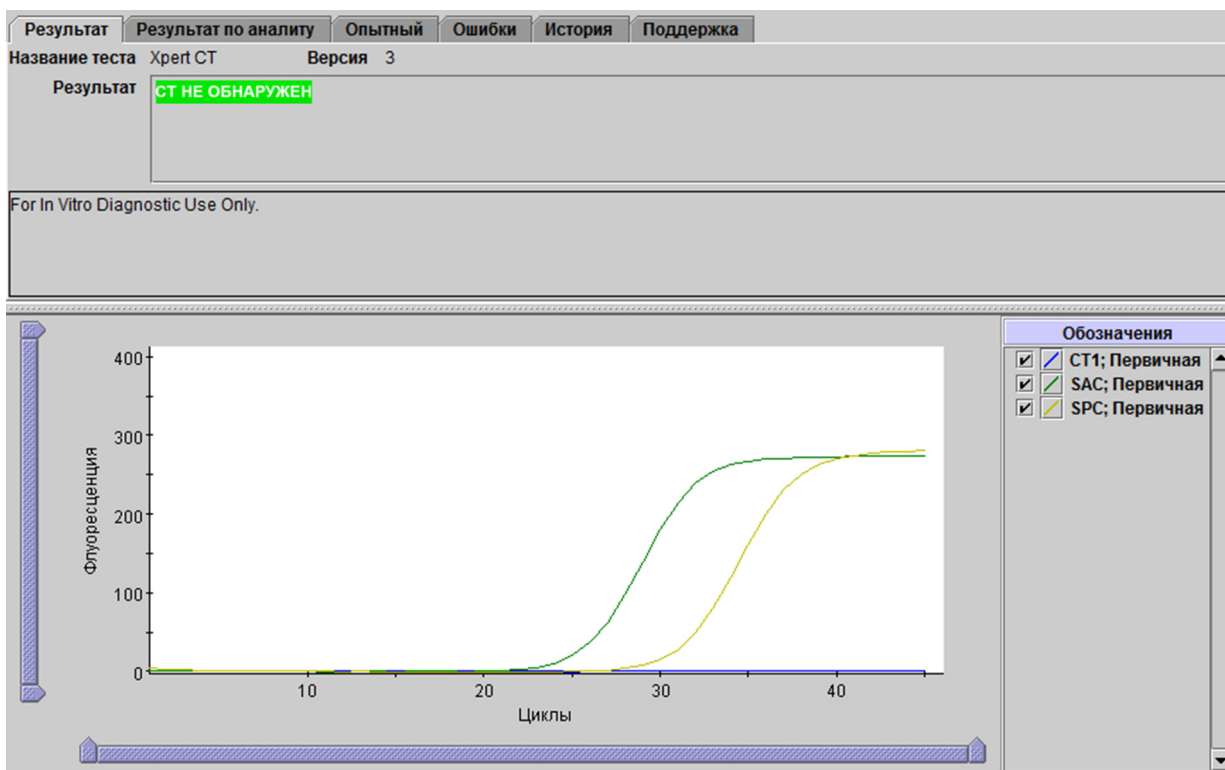 Результат Результат по аналиту Опытный Ошибки История Поддержка
Название теста Xpert CT Версия 3
Результат СТ НЕ ОБНАРУЖЕН
For In Vitro Diagnostic Use Only.
Обозначения
CT1; Первичная
SAC; Первичная
SPC; Первичная
Флуоресценция
400
300
200
100
0
10 20 30 40
Циклы